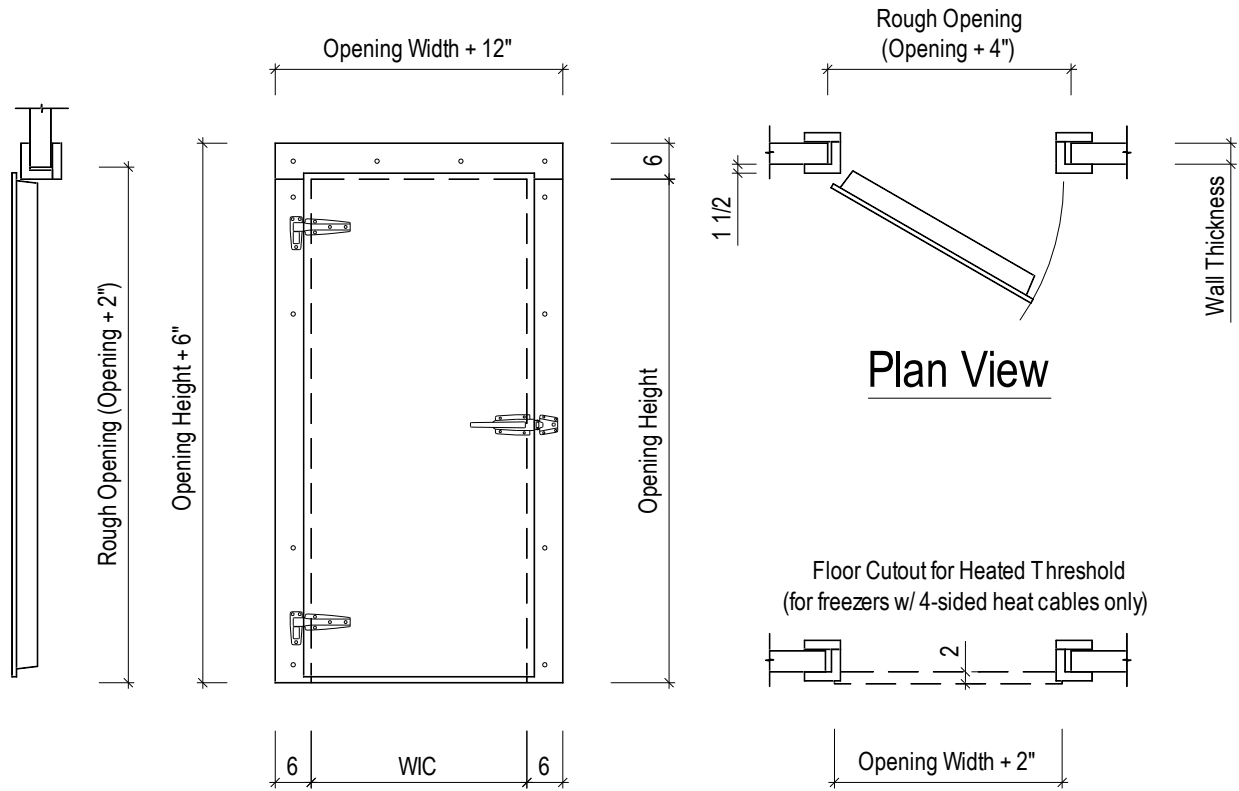 Opening Width + 12"
Rough Opening
(Opening + 4")
6
1 1/2
Wall Thickness
Rough Opening (Opening + 2")
Opening Height + 6"
Opening Height
Plan View
Floor Cutout for Heated Threshold
(for freezers w/ 4-sided heat cables only)
2
6
WIC
6
Opening Width + 2"